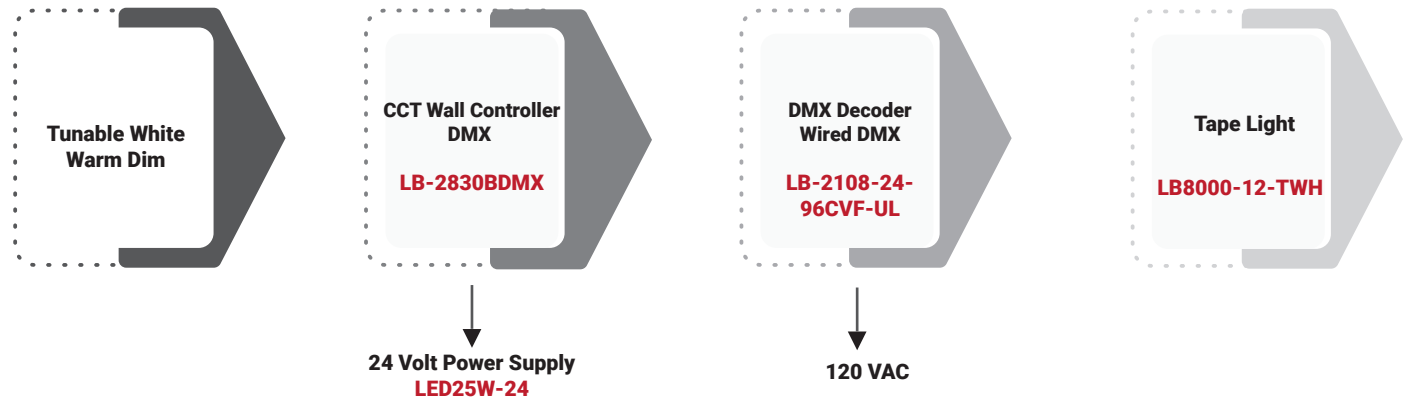 Tunable White
Warm Dim
CCT Wall Controller
DMX
LB-2830BDMX
24 Volt Power Supply
LED25W-24
DMX Decoder
Wired DMX
LB-2108-24-
96CVF-UL
120 VAC
Tape Light
LB8000-12-TWH